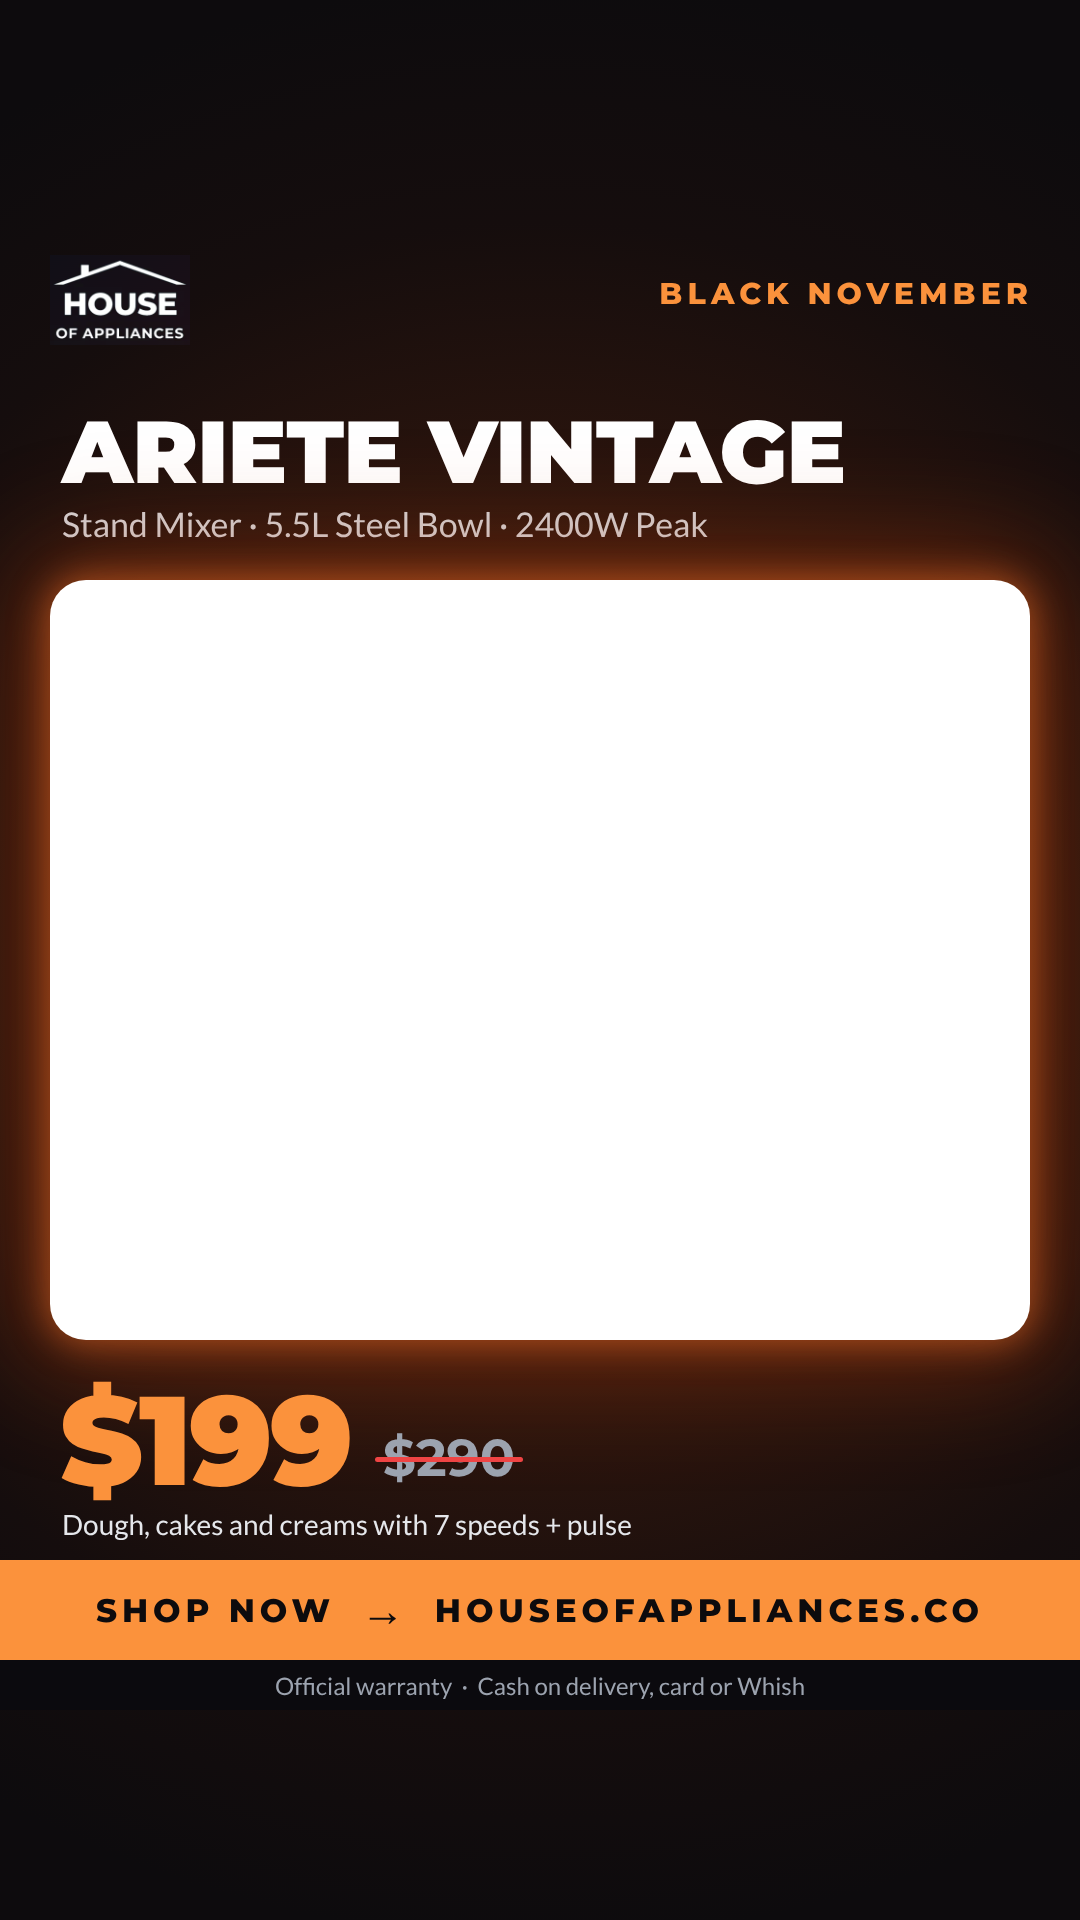 HOUSE
OF APPLIANCES
BLACK NOVEMBER
ARIETE VINTAGE
Stand Mixer · 5.5L Steel Bowl · 2400W Peak
$199 $290
Dough, cakes and creams with 7 speeds + pulse
SHOP NOW → HOUSEOFAPPLIANCES.CO
Official warranty · Cash on delivery, card or Whish